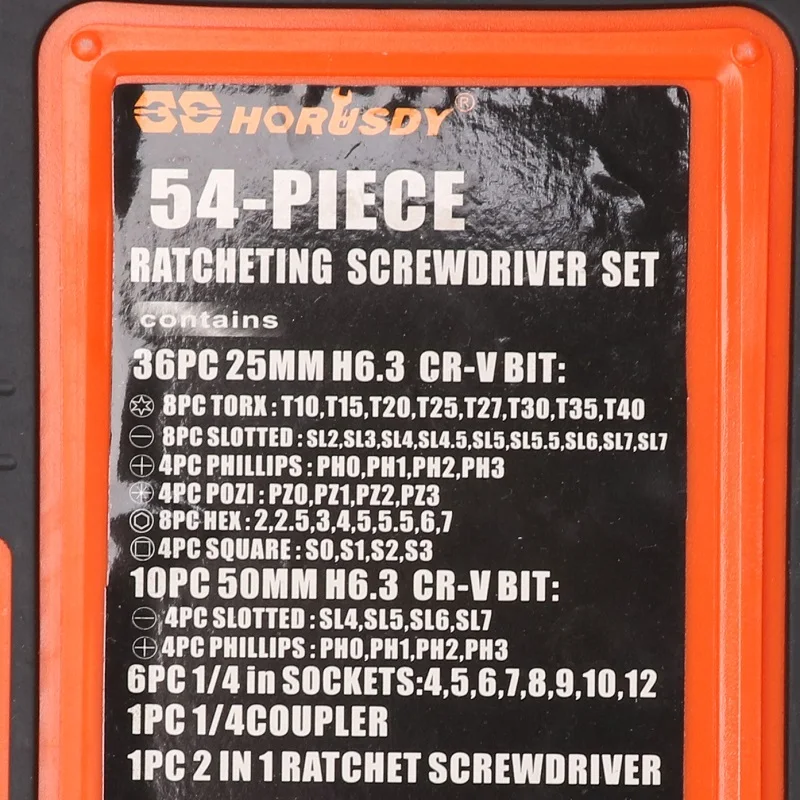 HORUSDY®
54-PIECE
RATCHETING SCREWDRIVER SET
contains
36PC 25MM H6.3 CR-V BIT:
8PC TORX : T10,T15,T20,T25,T27,T30,T35,T40
8PC SLOTTED : SL2,SL3,SL4,SL4.5,SL5,SL5.5,SL6,SL7,SL7
4PC PHILLIPS : PH0,PH1,PH2,PH3
4PC POZI : PZ0,PZ1,PZ2,PZ3
8PC HEX : 2,2.5,3,4,5,5.5,6,7
4PC SQUARE : S0,S1,S2,S3
10PC 50MM H6.3 CR-V BIT:
4PC SLOTTED : SL4,SL5,SL6,SL7
4PC PHILLIPS : PH0,PH1,PH2,PH3
6PC 1/4 in SOCKETS:4,5,6,7,8,9,10,12
1PC 1/4COUPLER
1PC 2 IN 1 RATCHET SCREWDRIVER